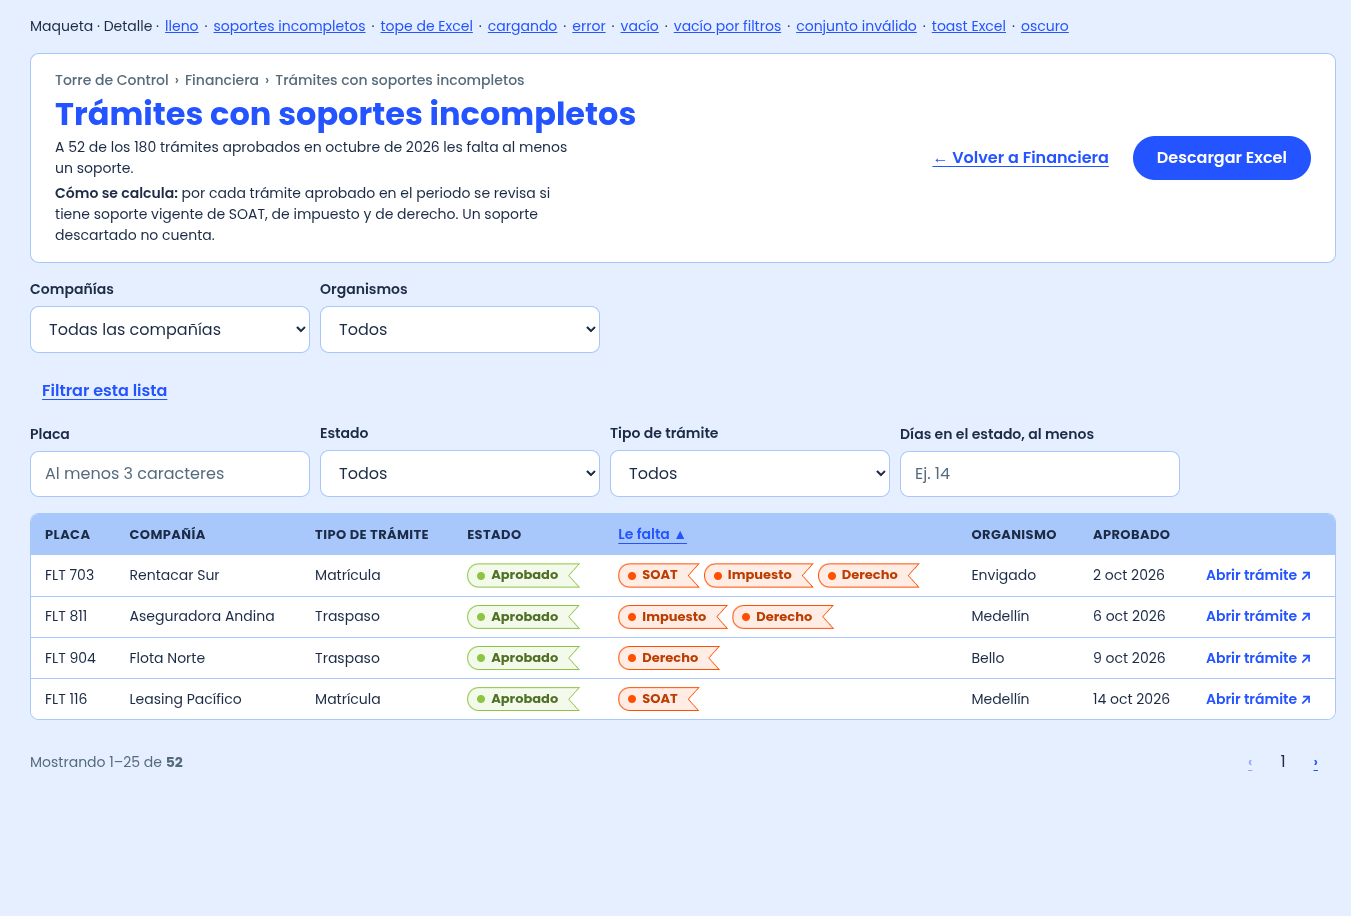 Maqueta · Detalle · lleno · soportes incompletos · tope de Excel · cargando · error · vacío · vacío por filtros · conjunto inválido · toast Excel · oscuro
Torre de Control › Financiera › Trámites con soportes incompletos
Trámites con soportes incompletos
A 52 de los 180 trámites aprobados en octubre de 2026 les falta al menos
un soporte.
Cómo se calcula: por cada trámite aprobado en el periodo se revisa si
tiene soporte vigente de SOAT, de impuesto y de derecho. Un soporte
descartado no cuenta.
← Volver a Financiera
Descargar Excel
Compañías Organismos
Todas las compañías Todos
Filtrar esta lista
Placa Estado Tipo de trámite Días en el estado, al menos
Al menos 3 caracteres Todos Todos Ej. 14
PLACA COMPAÑÍA TIPO DE TRÁMITE ESTADO Le falta ▲ ORGANISMO APROBADO
FLT 703 Rentacar Sur Matrícula Aprobado SOAT Impuesto Derecho Envigado 2 oct 2026 Abrir trámite ↗
FLT 811 Aseguradora Andina Traspaso Aprobado Impuesto Derecho Medellín 6 oct 2026 Abrir trámite ↗
FLT 904 Flota Norte Traspaso Aprobado Derecho Bello 9 oct 2026 Abrir trámite ↗
FLT 116 Leasing Pacífico Matrícula Aprobado SOAT Medellín 14 oct 2026 Abrir trámite ↗
Mostrando 1–25 de 52 ‹ 1 ›